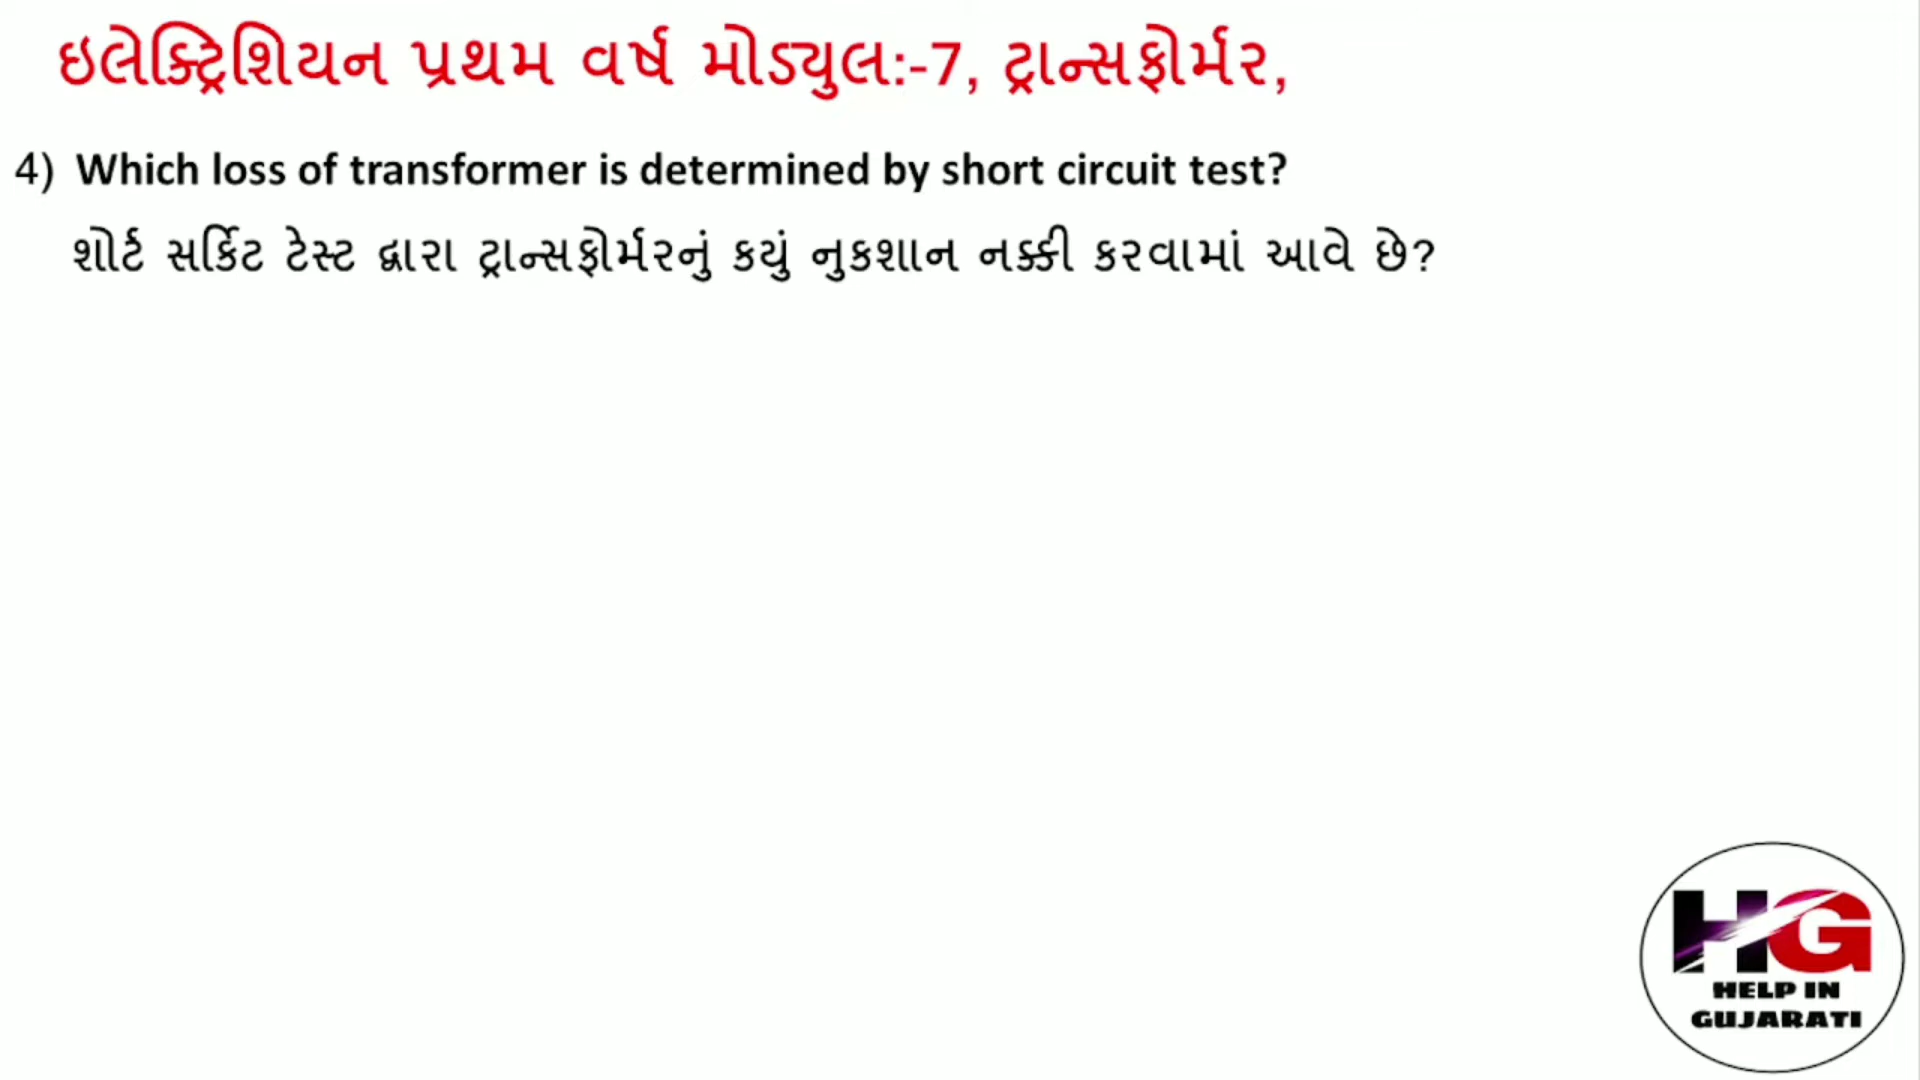 ઇલેક્ટ્રિશિયન પ્રથમ વર્ષ મોડ્યુલ:-7, ટ્રાન્સફોર્મર,
4) Which loss of transformer is determined by short circuit test?
શોર્ટ સર્કિટ ટેસ્ટ દ્વારા ટ્રાન્સફોર્મરનું કયું નુકશાન નક્કી કરવામાં આવે છે?
HG
HELP IN
GUJARATI